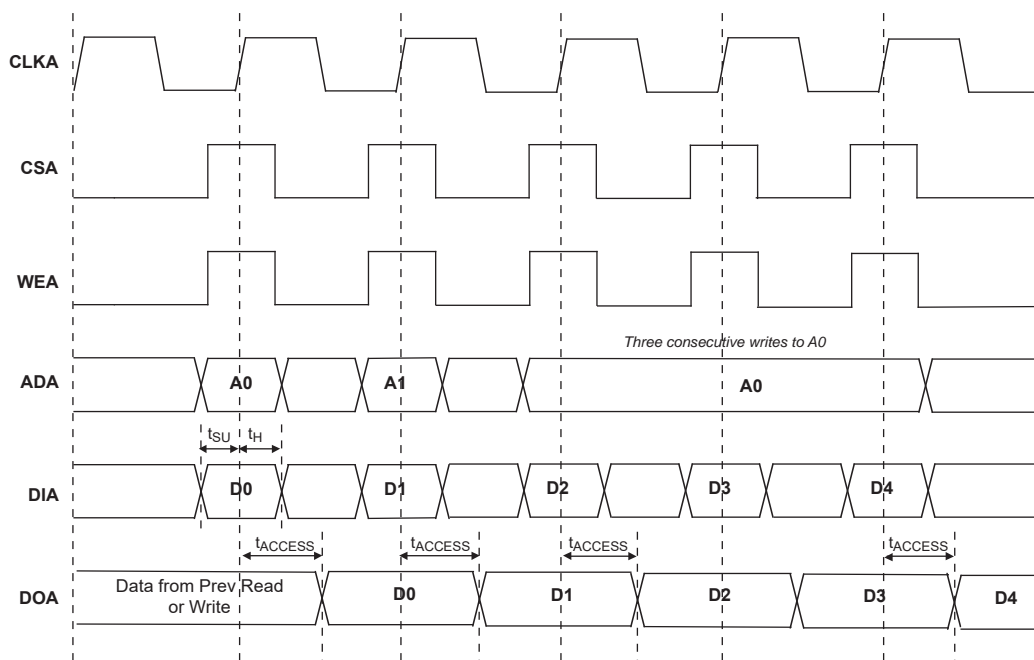 CLKA
CSA
WEA
Three consecutive writes to A0
ADA
A0
A1
A0
tSU
tH
DIA
D0
D1
D2
D3
D4
tACCESS
tACCESS
tACCESS
tACCESS
DOA
Data from Prev Read
or Write
D0
D1
D2
D3
D4